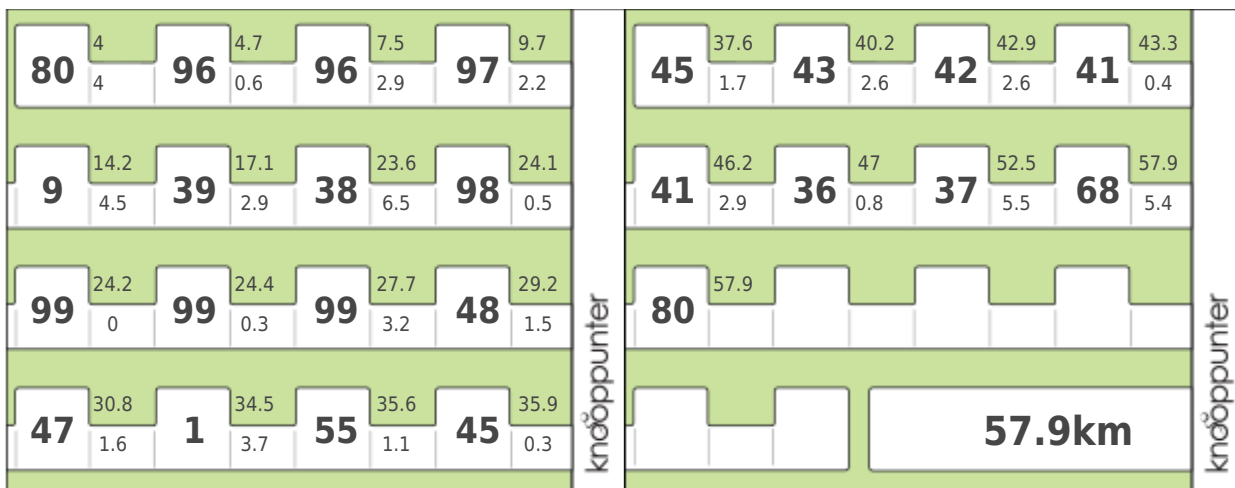 80 4 4 96 4.7 0.6 96 7.5 2.9 97 9.7 2.2
9 14.2 4.5 39 17.1 2.9 38 23.6 6.5 98 24.1 0.5
99 24.2 0 99 24.4 0.3 99 27.7 3.2 48 29.2 1.5
47 30.8 1.6 1 34.5 3.7 55 35.6 1.1 45 35.9 0.3
knooppunter
45 37.6 1.7 43 40.2 2.6 42 42.9 2.6 41 43.3 0.4
41 46.2 2.9 36 47 0.8 37 52.5 5.5 68 57.9 5.4
80 57.9
57.9km
knooppunter